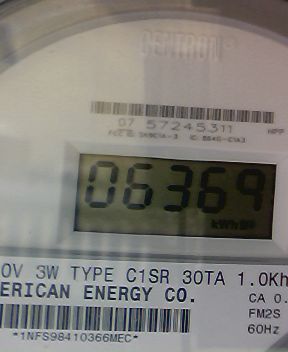 CENTRON®
07 57245311
06369
kWh
0V 3W TYPE C1SR 30TA 1.0Kh
ERICAN ENERGY CO.
CA 0.
FM2S
60Hz
*1NFS98410366MEC*